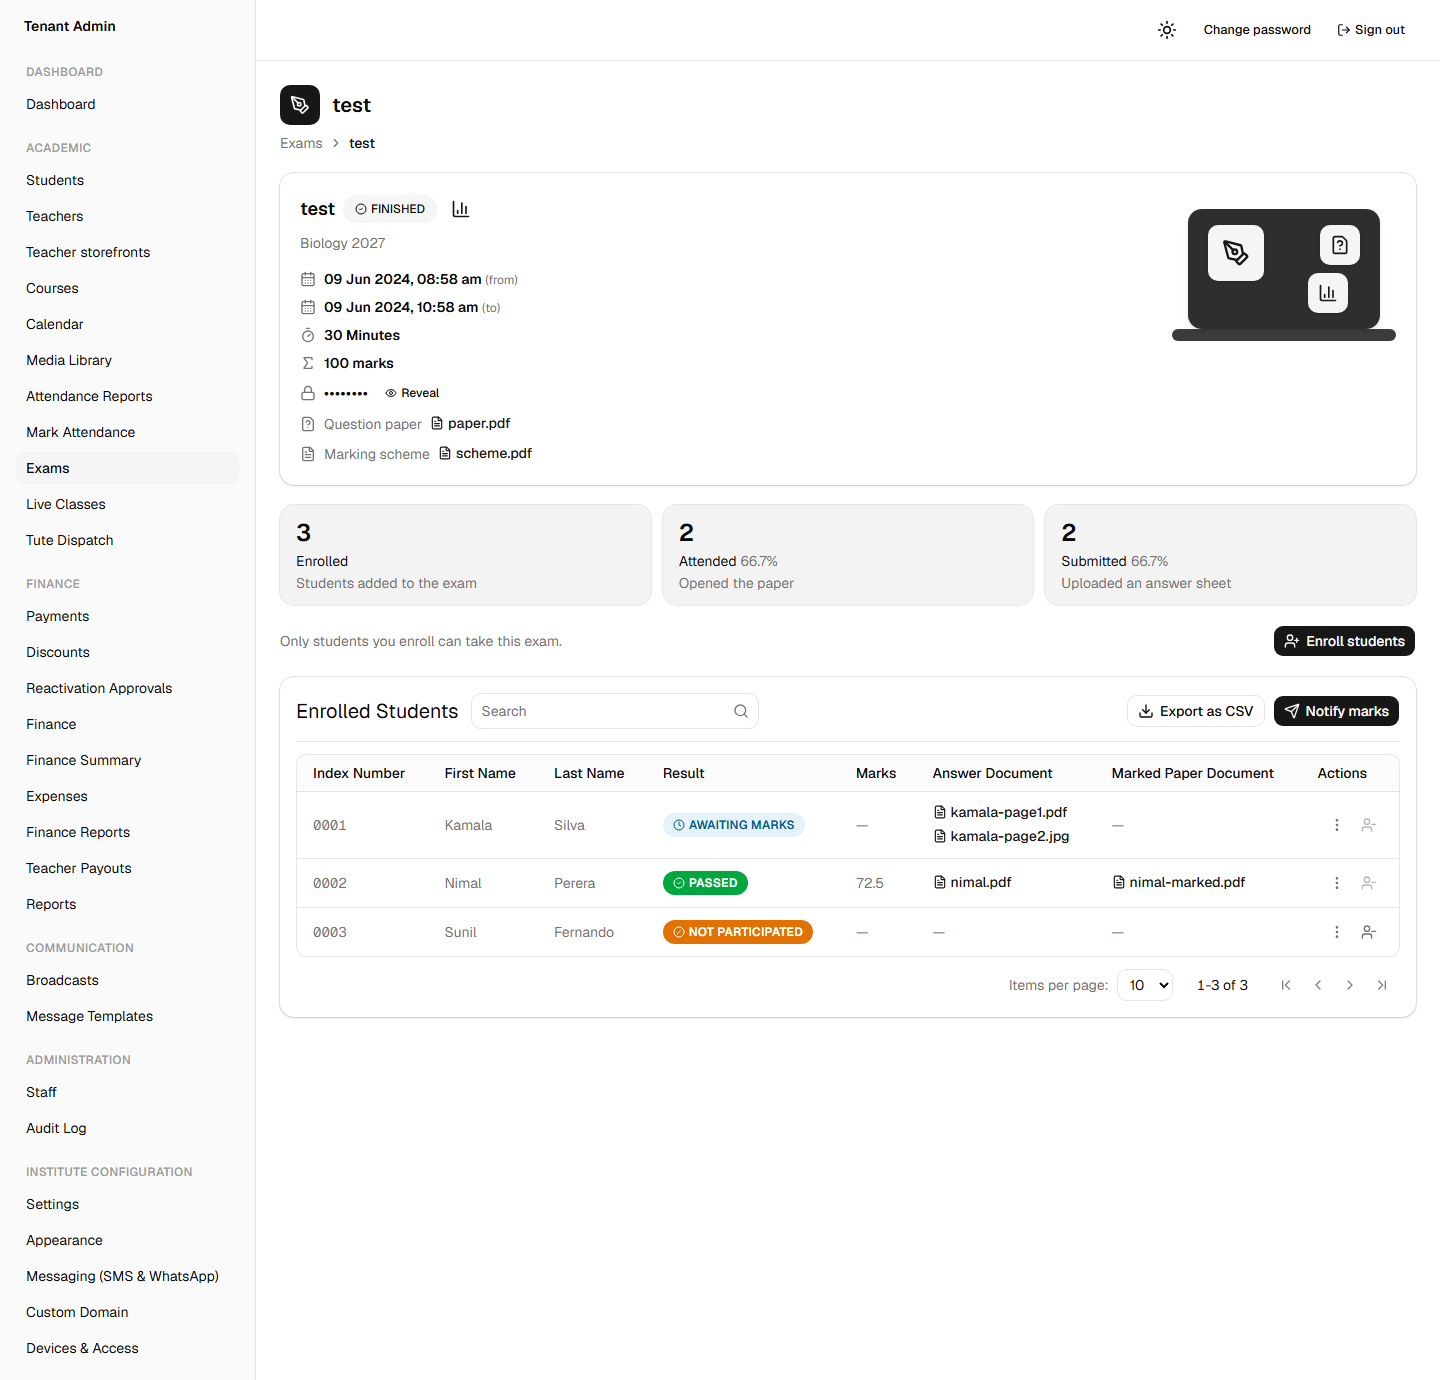 Tenant Admin
Change password
Sign out
DASHBOARD
Dashboard
ACADEMIC
Students
Teachers
Teacher storefronts
Courses
Calendar
Media Library
Attendance Reports
Mark Attendance
Exams
Live Classes
Tute Dispatch
FINANCE
Payments
Discounts
Reactivation Approvals
Finance
Finance Summary
Expenses
Finance Reports
Teacher Payouts
Reports
COMMUNICATION
Broadcasts
Message Templates
ADMINISTRATION
Staff
Audit Log
INSTITUTE CONFIGURATION
Settings
Appearance
Messaging (SMS & WhatsApp)
Custom Domain
Devices & Access
test
Exams > test
test FINISHED
Biology 2027
09 Jun 2024, 08:58 am (from)
09 Jun 2024, 10:58 am (to)
30 Minutes
100 marks
•••••••• Reveal
Question paper paper.pdf
Marking scheme scheme.pdf
3
Enrolled
Students added to the exam
2
Attended 66.7%
Opened the paper
2
Submitted 66.7%
Uploaded an answer sheet
Only students you enroll can take this exam.
Enroll students
Enrolled Students
Search
Export as CSV
Notify marks
Index Number First Name Last Name Result Marks Answer Document Marked Paper Document Actions
0001 Kamala Silva AWAITING MARKS — kamala-page1.pdf —
kamala-page2.jpg
0002 Nimal Perera PASSED 72.5 nimal.pdf nimal-marked.pdf
0003 Sunil Fernando NOT PARTICIPATED — — —
Items per page: 10 1-3 of 3